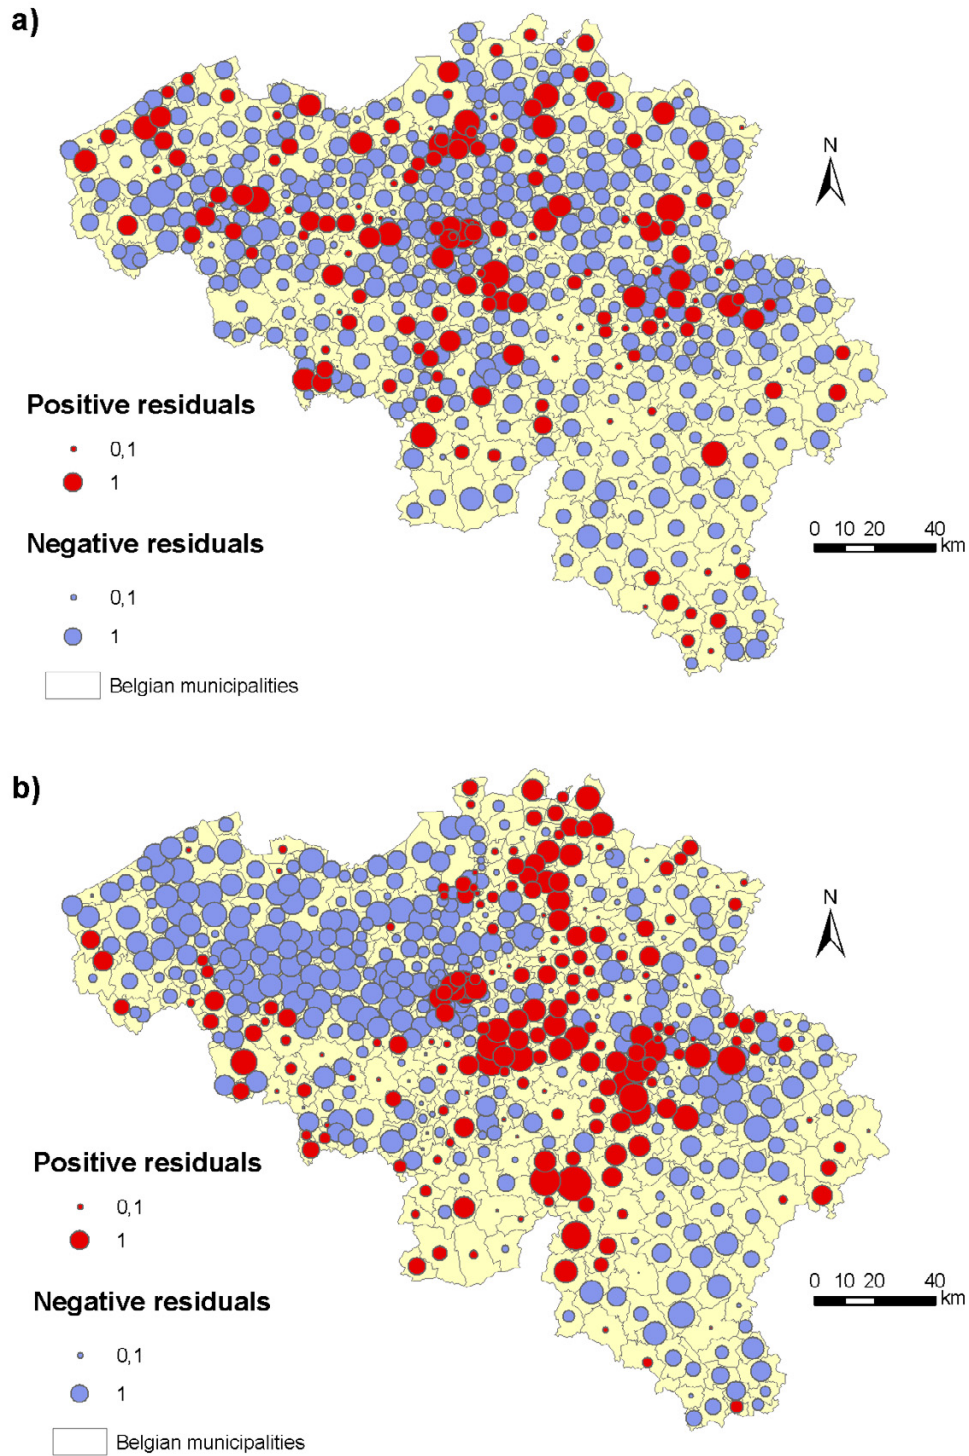 a)
N
Positive residuals
0,1
1
Negative residuals
0,1
1
Belgian municipalities
0 10 20 40
km
b)
N
Positive residuals
0,1
1
Negative residuals
0,1
1
Belgian municipalities
0 10 20 40
km